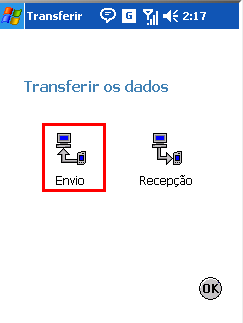 Transferir G 2:17
Transferir os dados
Envio Recepção
OK